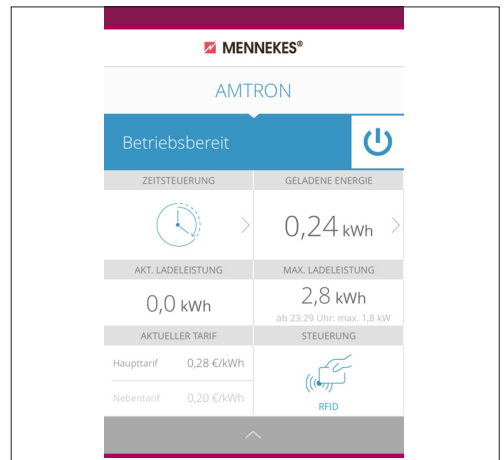 MENNEKES®
AMTRON
Betriebsbereit
ZEITSTEUERUNG
GELADENE ENERGIE
0,24 kWh
AKT. LADELEISTUNG
MAX. LADELEISTUNG
0,0 kWh
2,8 kWh
ab 23:29 Uhr: max. 1,8 kW
AKTUELLER TARIF
STEUERUNG
Haupttarif 0,28 €/kWh
Nebentarif 0,20 €/kWh
RFID